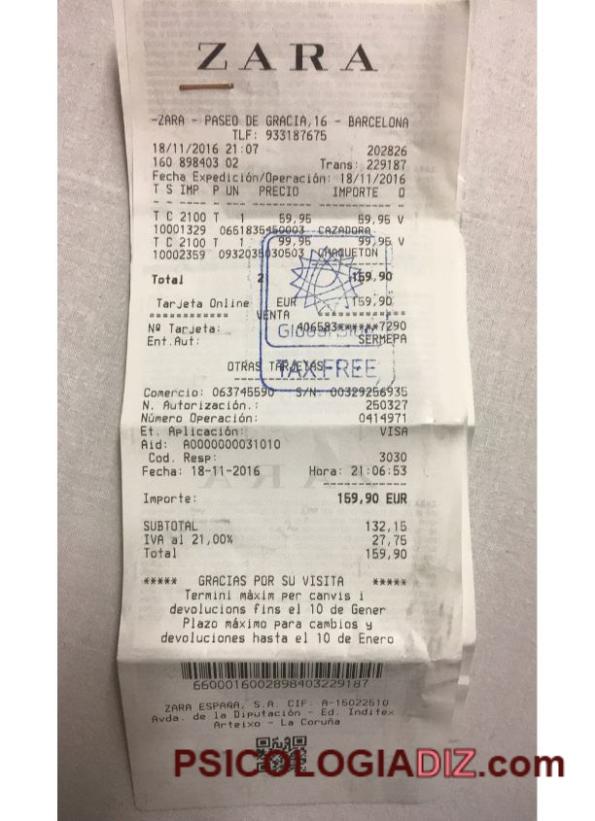 ZARA
-ZARA - PASEO DE GRACIA,16 - BARCELONA
TLF: 933187675
18/11/2016 21:07 202826
160 898403 02 Trans: 229187
Fecha Expedición/Operación: 18/11/2016
T S IMP P UN PRECIO IMPORTE O
T C 2100 T 1 59,95 59,95 V
10001329 0651835450003 CAZADORA
T C 2100 T 1 99,95 99,95 V
10002359 0932035030503 CHAQUETON
Total 2 159,90
Tarjeta Online EUR 159,90
************ VENTA ************
Nº Tarjeta: 406583******7290
Ent.Aut: SERMEPA
Global Blue
TAX FREE
OTRAS TARJETAS
Comercio: 063745590 S/N: 00329256935
N. Autorización.: 250327
Número Operación: 0414971
Et. Aplicación: VISA
Aid: A0000000031010
Cod. Resp: 3030
Fecha: 18-11-2016 Hora: 21:06:53
Importe: 159,90 EUR
SUBTOTAL 132,15
IVA al 21,00% 27,75
Total 159,90
***** GRACIAS POR SU VISITA *****
Termini màxim per canvis i
devolucions fins el 10 de Gener
Plazo máximo para cambios y
devoluciones hasta el 10 de Enero
6600016002898403229187
ZARA ESPAÑA, S.A. CIF: A-15022510
Avda. de la Diputación - Ed. Inditex
Arteixo - La Coruña
PSICOLOGIADIZ.com